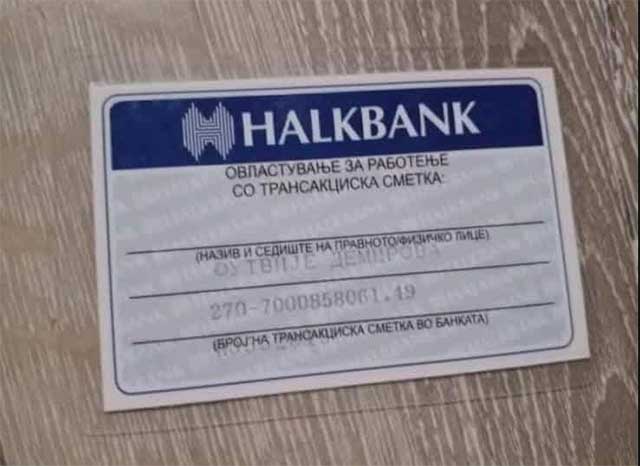 HALKBANK
ОВЛАСТУВАЊЕ ЗА РАБОТЕЊЕ
СО ТРАНСАКЦИСКА СМЕТКА:
(НАЗИВ И СЕДИШТЕ НА ПРАВНОТО/ФИЗИЧКО ЛИЦЕ)
ДЕМИРОВА
270-7000858061.49
(БРОЈ НА ТРАНСАКЦИСКА СМЕТКА ВО БАНКАТА)